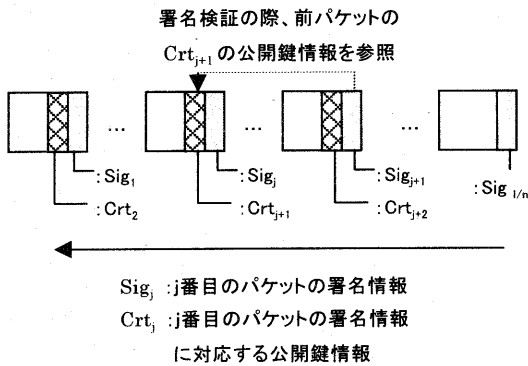 署名検証の際、前パケットの
Crtj+1の公開鍵情報を参照
... ... ...
:Sig1 :Sigj :Sigj+1 :Sig l/n
:Crt2 :Crtj+1 :Crtj+2
Sigj :j番目のパケットの署名情報
Crtj :j番目のパケットの署名情報
に対応する公開鍵情報